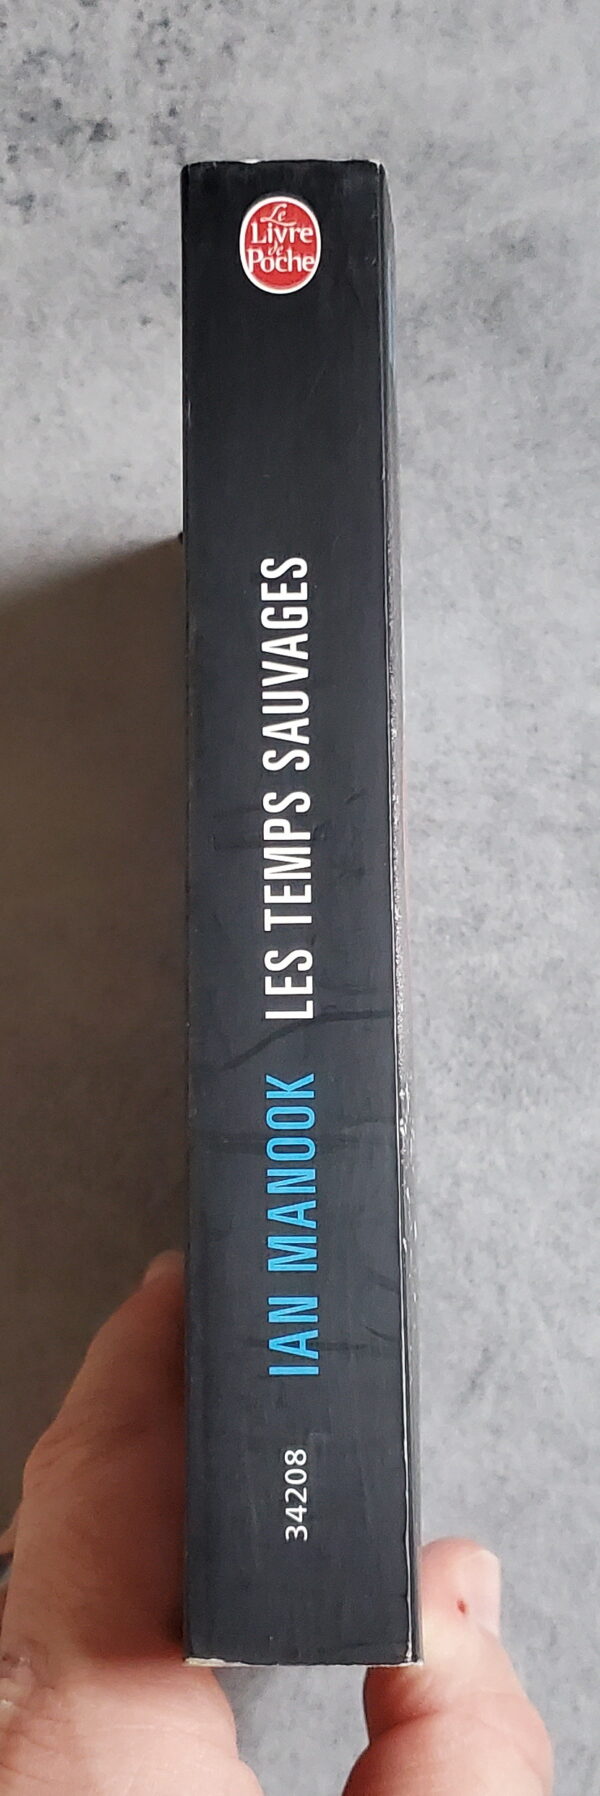 Le
Livre
de
Poche
LES TEMPS SAUVAGES
IAN MANOOK
34208